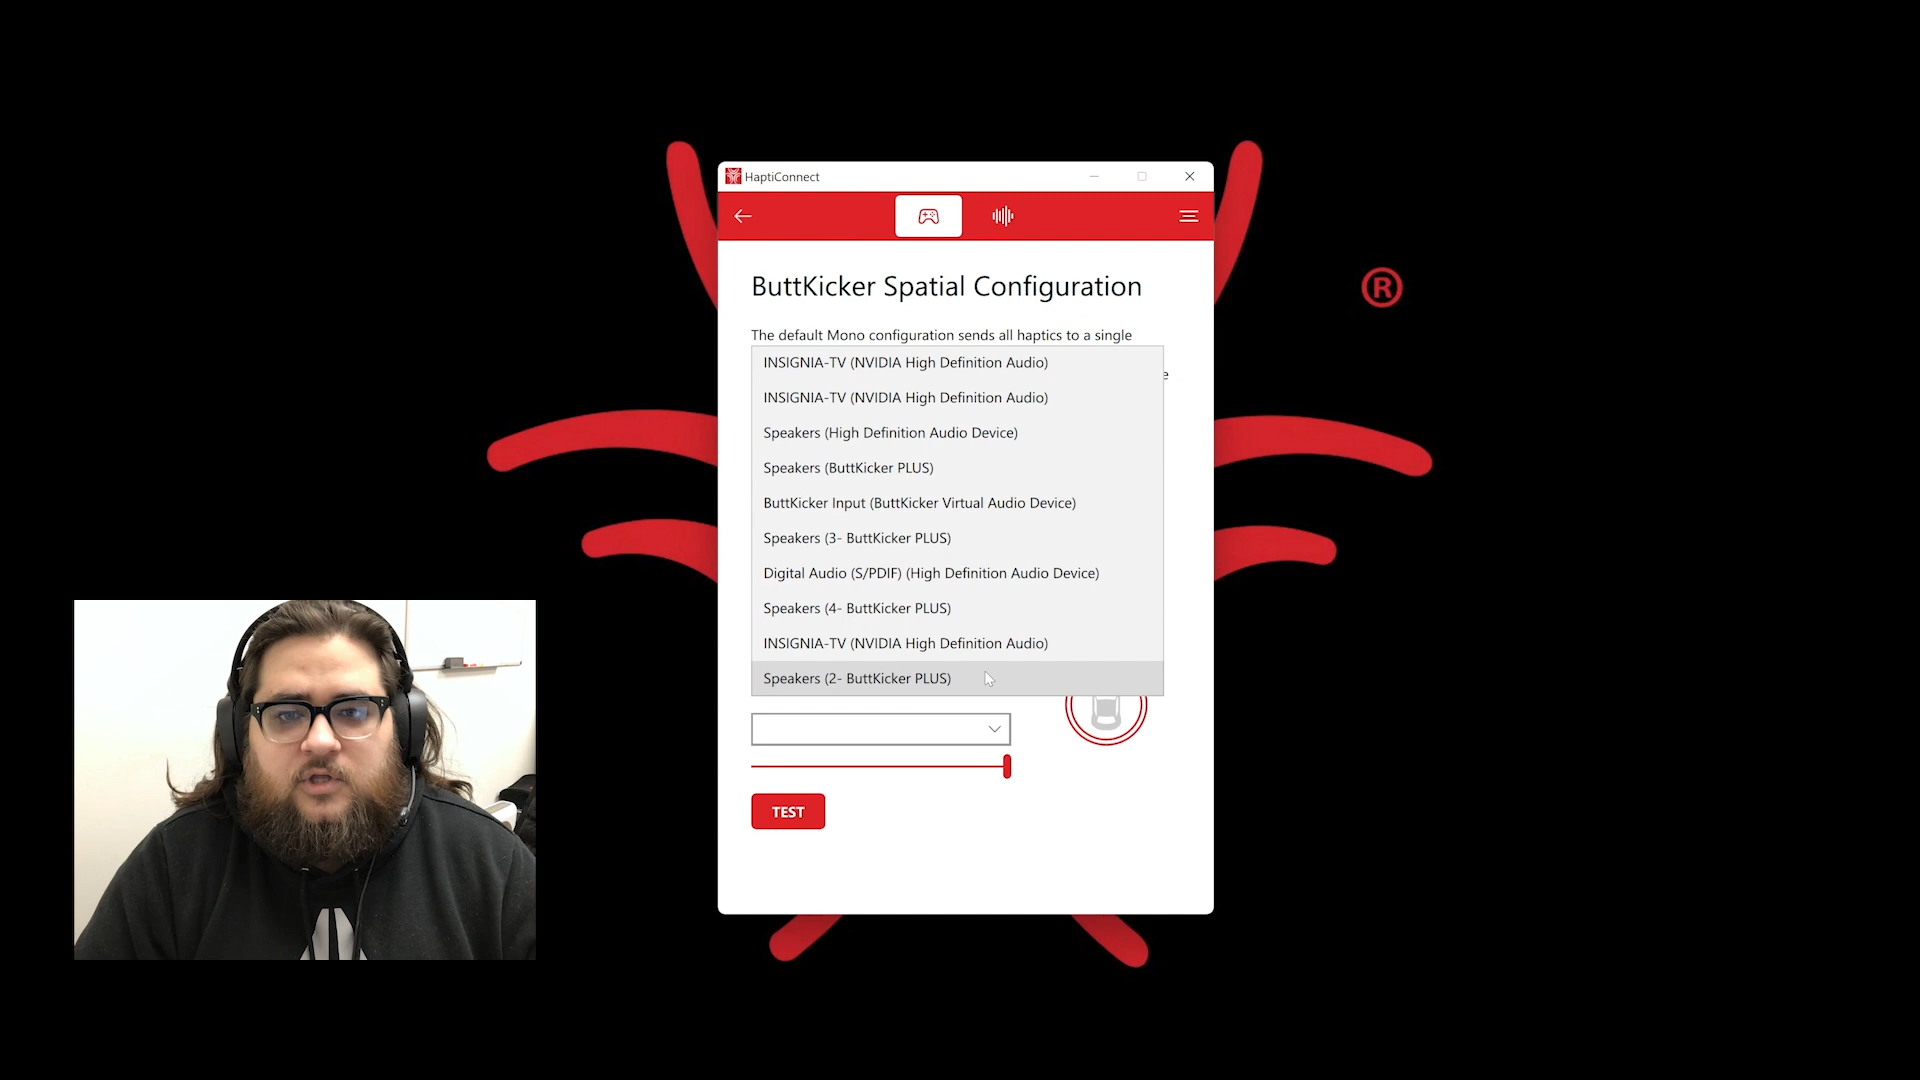 HaptiConnect
ButtKicker Spatial Configuration
The default Mono configuration sends all haptics to a single
e
INSIGNIA-TV (NVIDIA High Definition Audio)
INSIGNIA-TV (NVIDIA High Definition Audio)
Speakers (High Definition Audio Device)
Speakers (ButtKicker PLUS)
ButtKicker Input (ButtKicker Virtual Audio Device)
Speakers (3- ButtKicker PLUS)
Digital Audio (S/PDIF) (High Definition Audio Device)
Speakers (4- ButtKicker PLUS)
INSIGNIA-TV (NVIDIA High Definition Audio)
Speakers (2- ButtKicker PLUS)
TEST
®